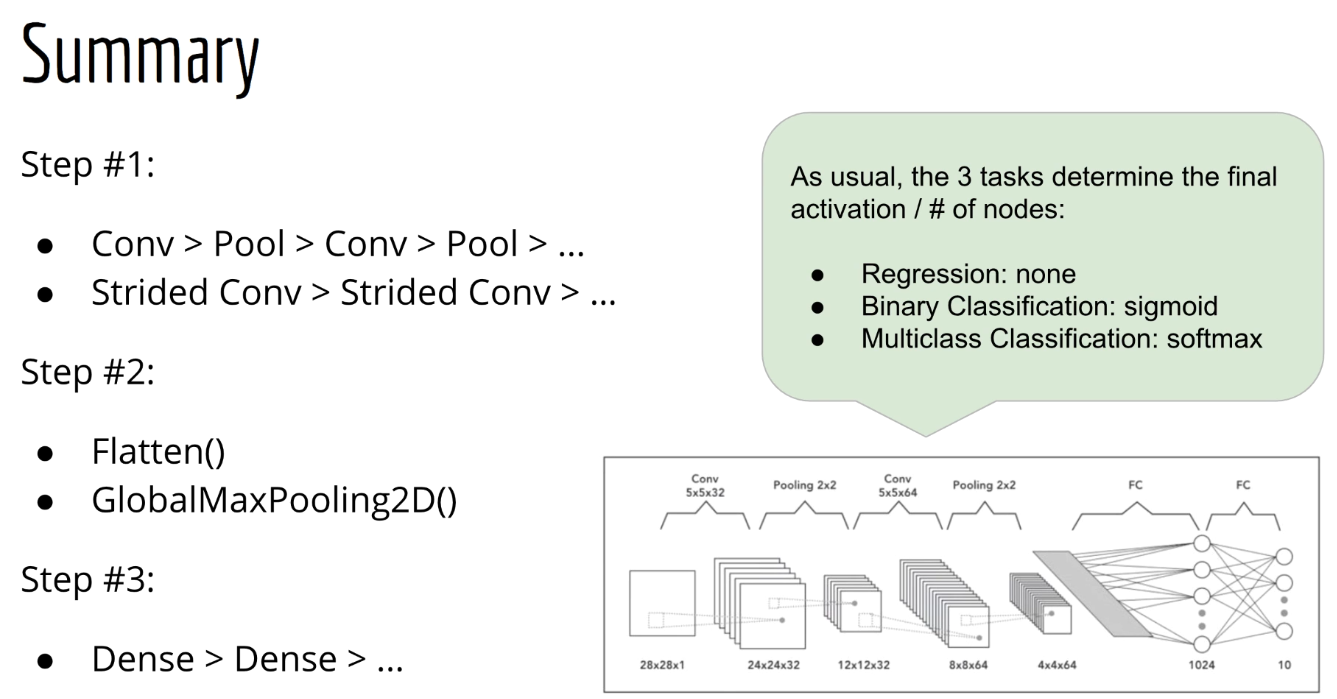 Summary
Step #1:
● Conv > Pool > Conv > Pool > ...
● Strided Conv > Strided Conv > ...
Step #2:
● Flatten()
● GlobalMaxPooling2D()
Step #3:
● Dense > Dense > ...
As usual, the 3 tasks determine the final
activation / # of nodes:
● Regression: none
● Binary Classification: sigmoid
● Multiclass Classification: softmax
Conv
5x5x32
Pooling 2x2
Conv
5x5x64
Pooling 2x2
FC
FC
28x28x1
24x24x32
12x12x32
8x8x64
4x4x64
1024
10